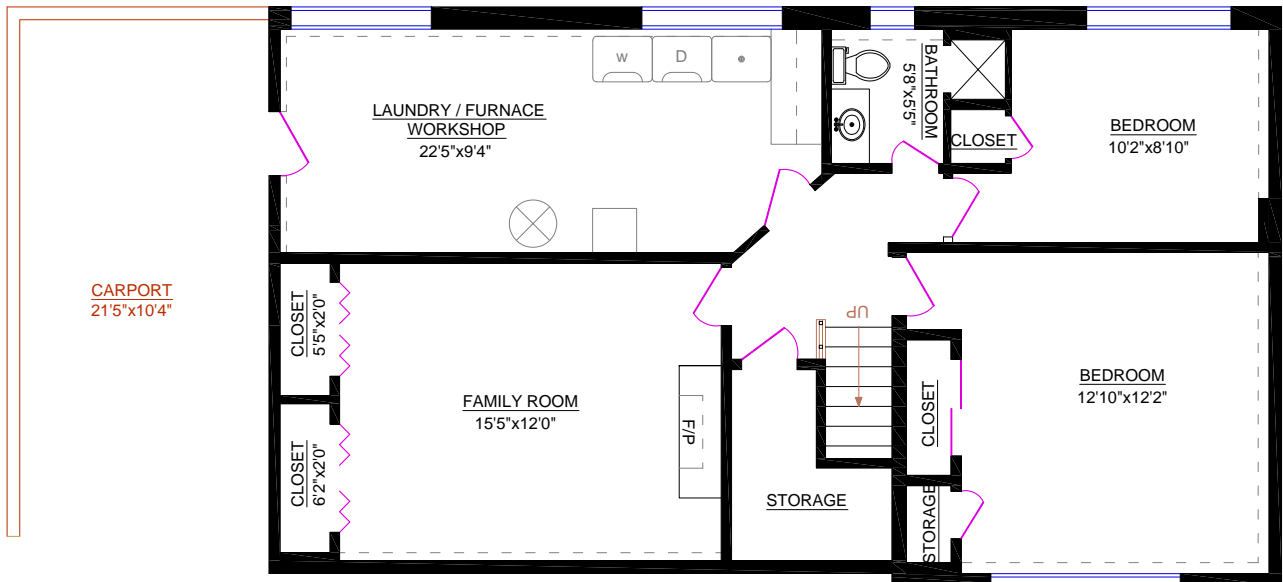 W
D
LAUNDRY / FURNACE
WORKSHOP
22'5"x9'4"
BATHROOM
5'8"x5'5"
CLOSET
BEDROOM
10'2"x8'10"
CARPORT
21'5"x10'4"
CLOSET
5'5"x2'0"
UP
FAMILY ROOM
15'5"x12'0"
F/P
CLOSET
BEDROOM
12'10"x12'2"
CLOSET
6'2"x2'0"
STORAGE
STORAGE